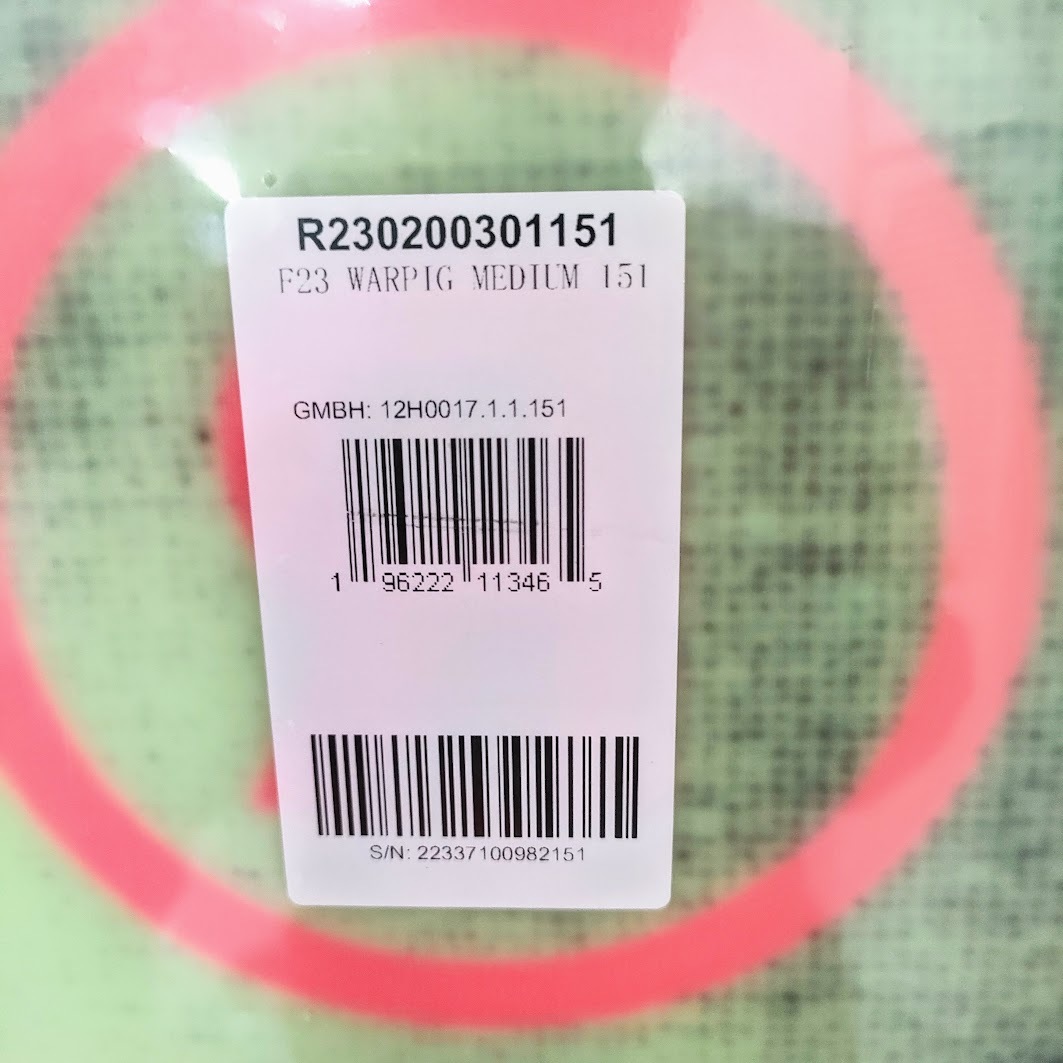 R230200301151
F23 WARPIG MEDIUM 151
GMBH: 12H0017.1.1.151
1 96222 11346 5
S/N: 22337100982151